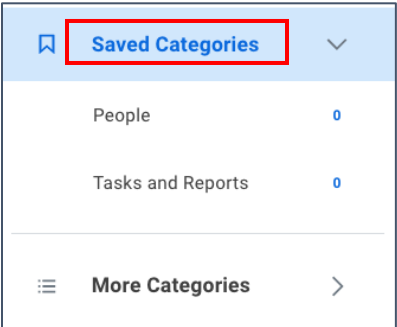 Saved Categories
People 0
Tasks and Reports 0
More Categories